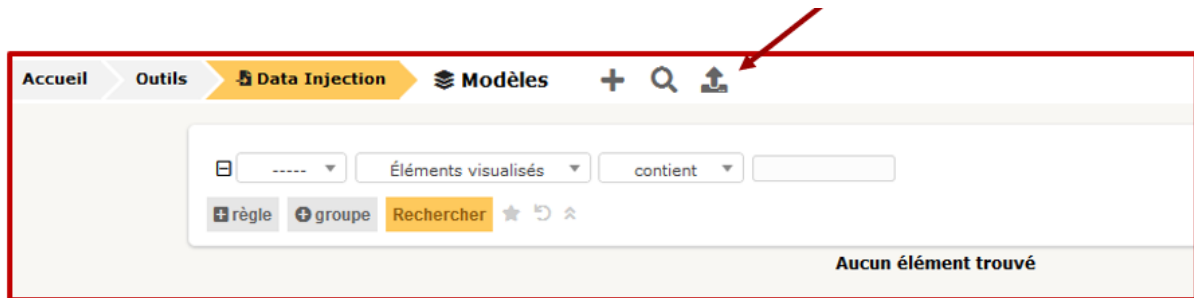 Accueil Outils Data Injection Modèles
----- Éléments visualisés contient
règle groupe Rechercher
Aucun élément trouvé